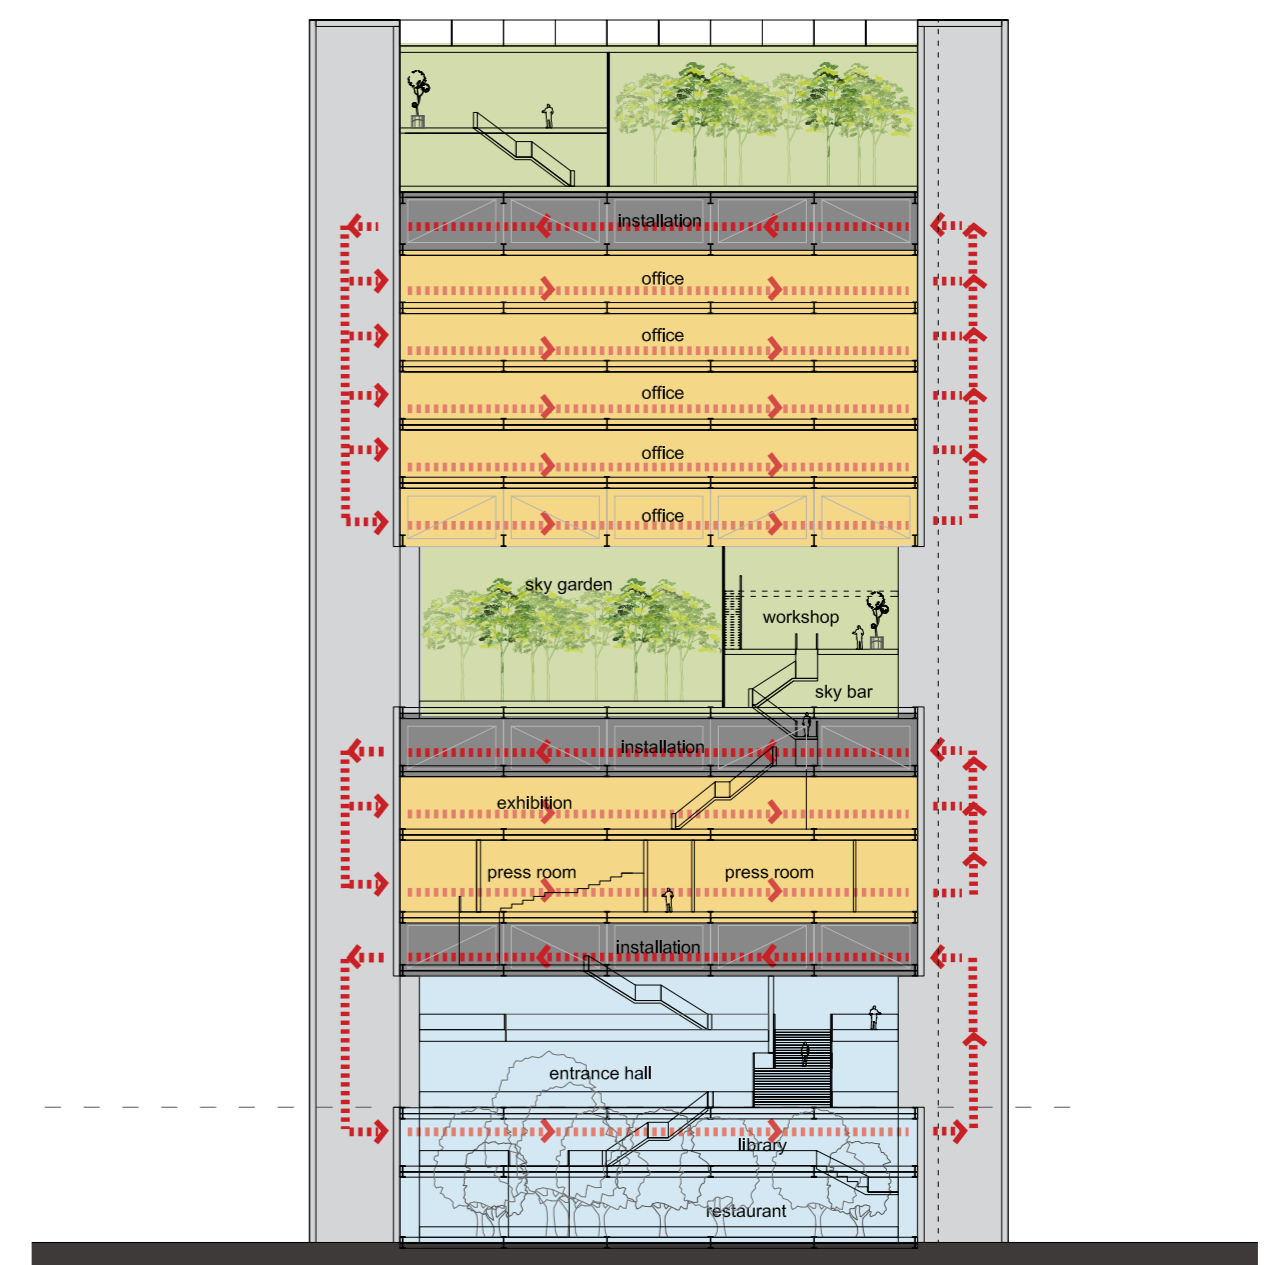 installation
office
office
office
office
office
sky garden
workshop
sky bar
installation
exhibition
press room
press room
installation
entrance hall
library
restaurant